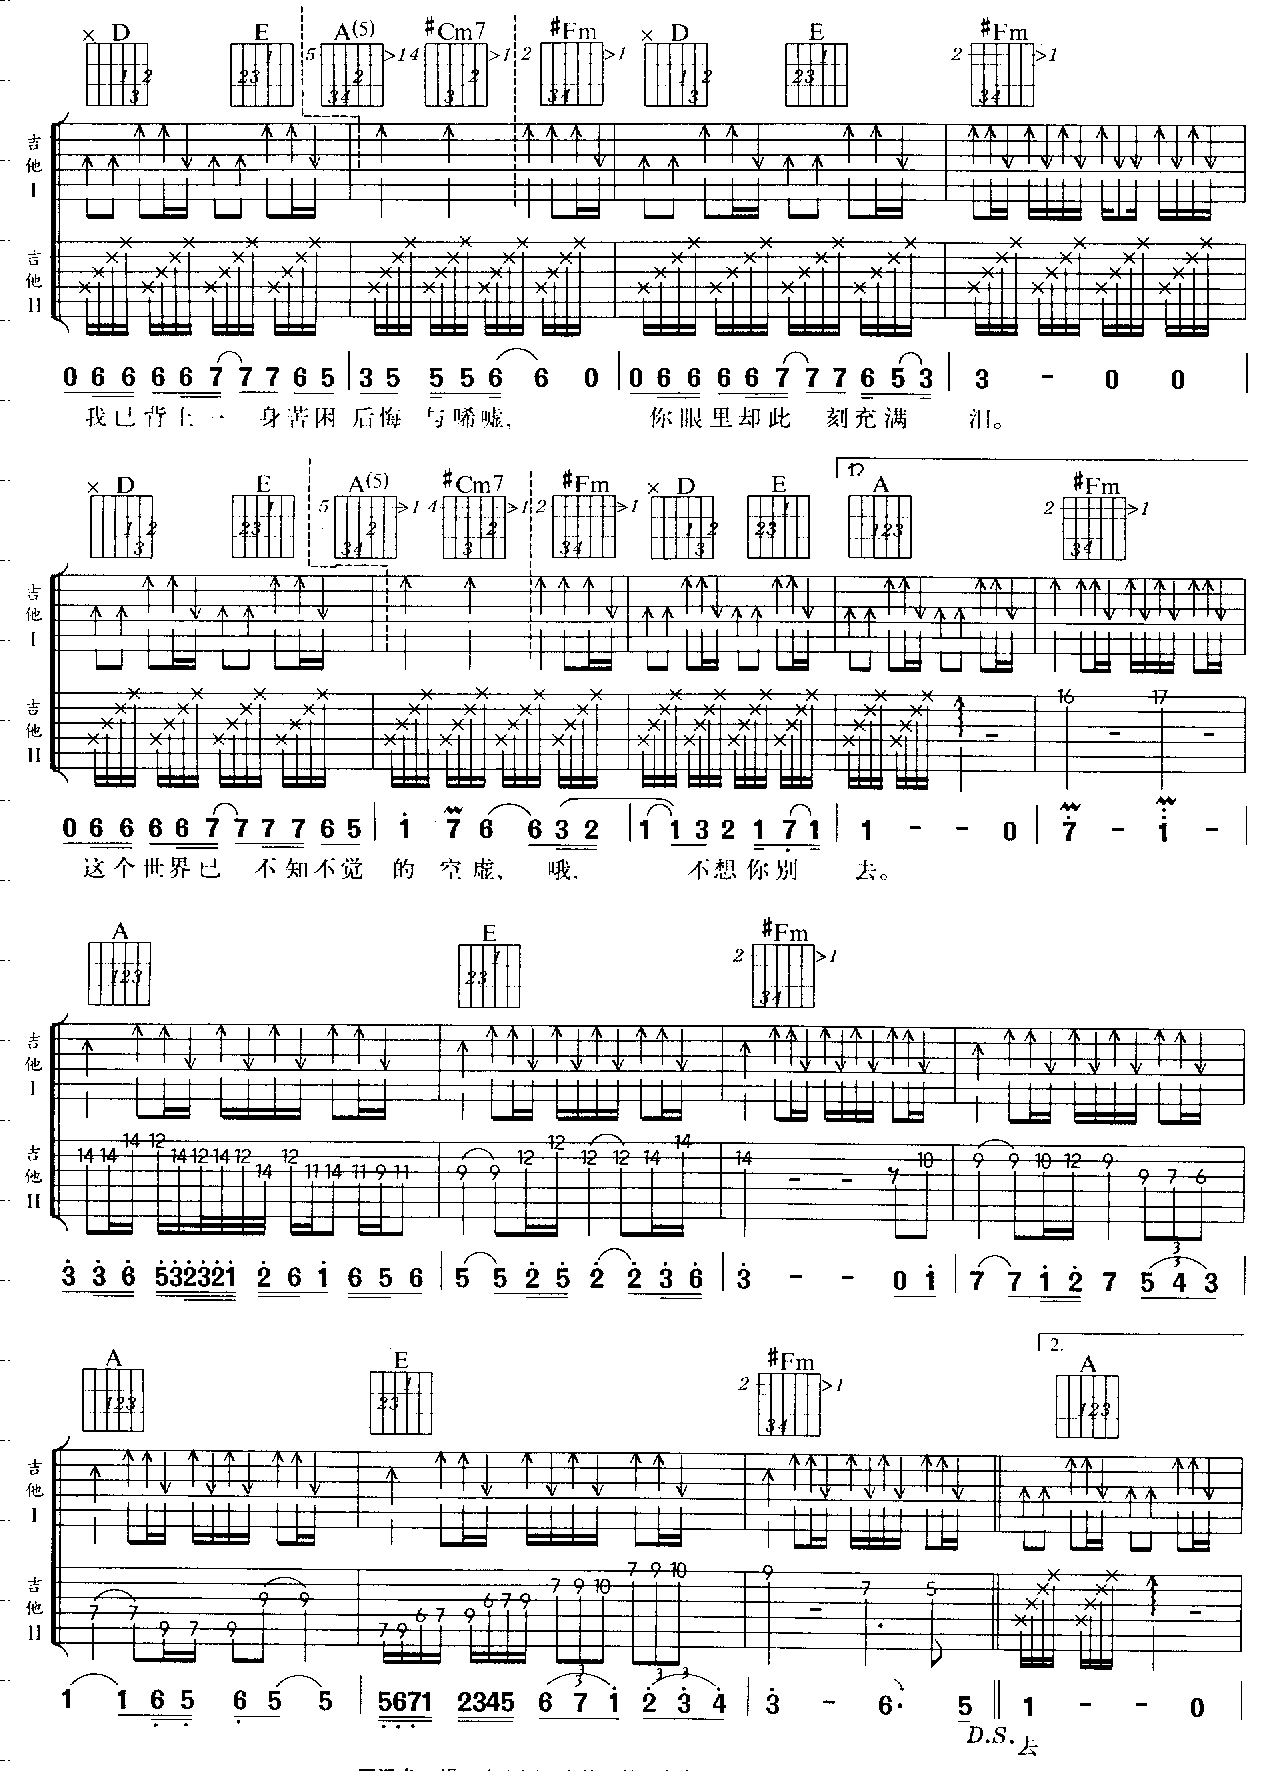 × D E A(5) #Cm7 #Fm × D E #Fm
吉他 I
吉他 II
0 6 6 6 6 7 7 7 6 5 | 3 5 5 5 6 6 0 | 0 6 6 6 6 7 7 7 6 5 3 | 3 - 0 0 |
我已背上一身苦困后悔与唏嘘, 你眼里却此刻充满泪。
× D E A(5) #Cm7 #Fm × D E A #Fm
吉他 I
吉他 II
16 17
0 6 6 6 6 7 7 7 7 6 5 | 1 7 6 6 3 2 | 1 1 3 2 1 7 1 | 1 - - 0 | 7 - 1 - |
这个世界已不知不觉的空虚, 哦, 不想你别去。
A E #Fm
吉他 I
14 14 14 12 14 12 14 12 14 12 11 14 11 9 11 9 9 12 12 12 12 14 14 14 - - 10 9 9 10 12 9 9 7 6
吉他 II
3 3 6 532321 2 6 1 6 5 6 | 5 5 2 5 2 2 3 6 | 3 - - 0 1 | 7 7 1 2 7 5 4 3 |
A E #Fm 2. A
吉他 I
7 7 9 7 9 9 9 7 9 6 7 9 6 7 9 7 9 10 7 9 10 9 - 7 5
吉他 II
1 1 6 5 6 5 5 | 5671 2345 6 7 1 2 3 4 | 3 - 6· 5 || 1 - - 0 |
D.S. 去